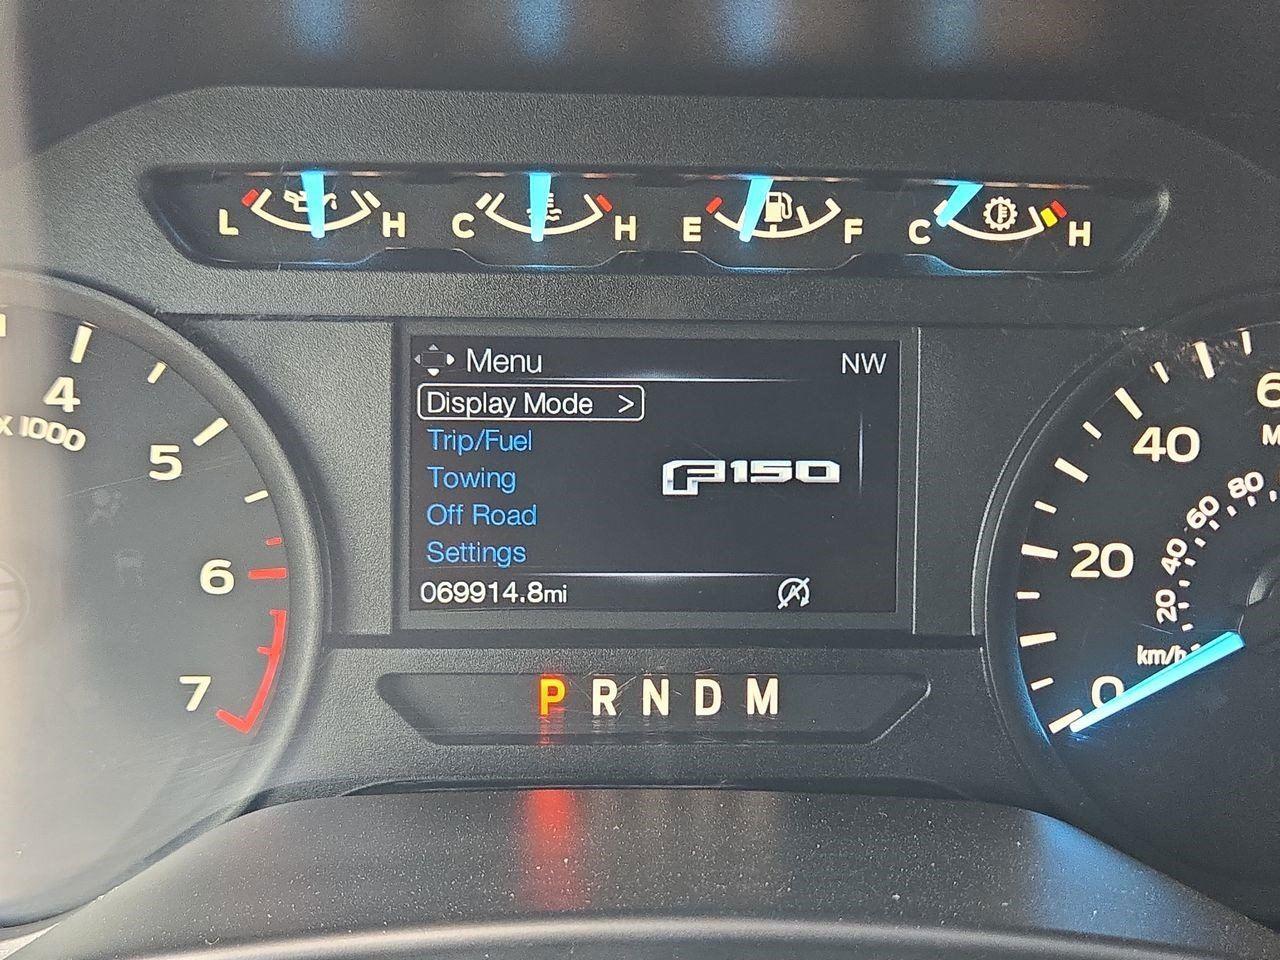 L H C H E F C H
Menu NW
Display Mode >
Trip/Fuel
Towing
F150
Off Road
Settings
069914.8mi
P R N D M
4
x 1000
5
6
7
0
20
40
6
M
km/h
20
40
60
80